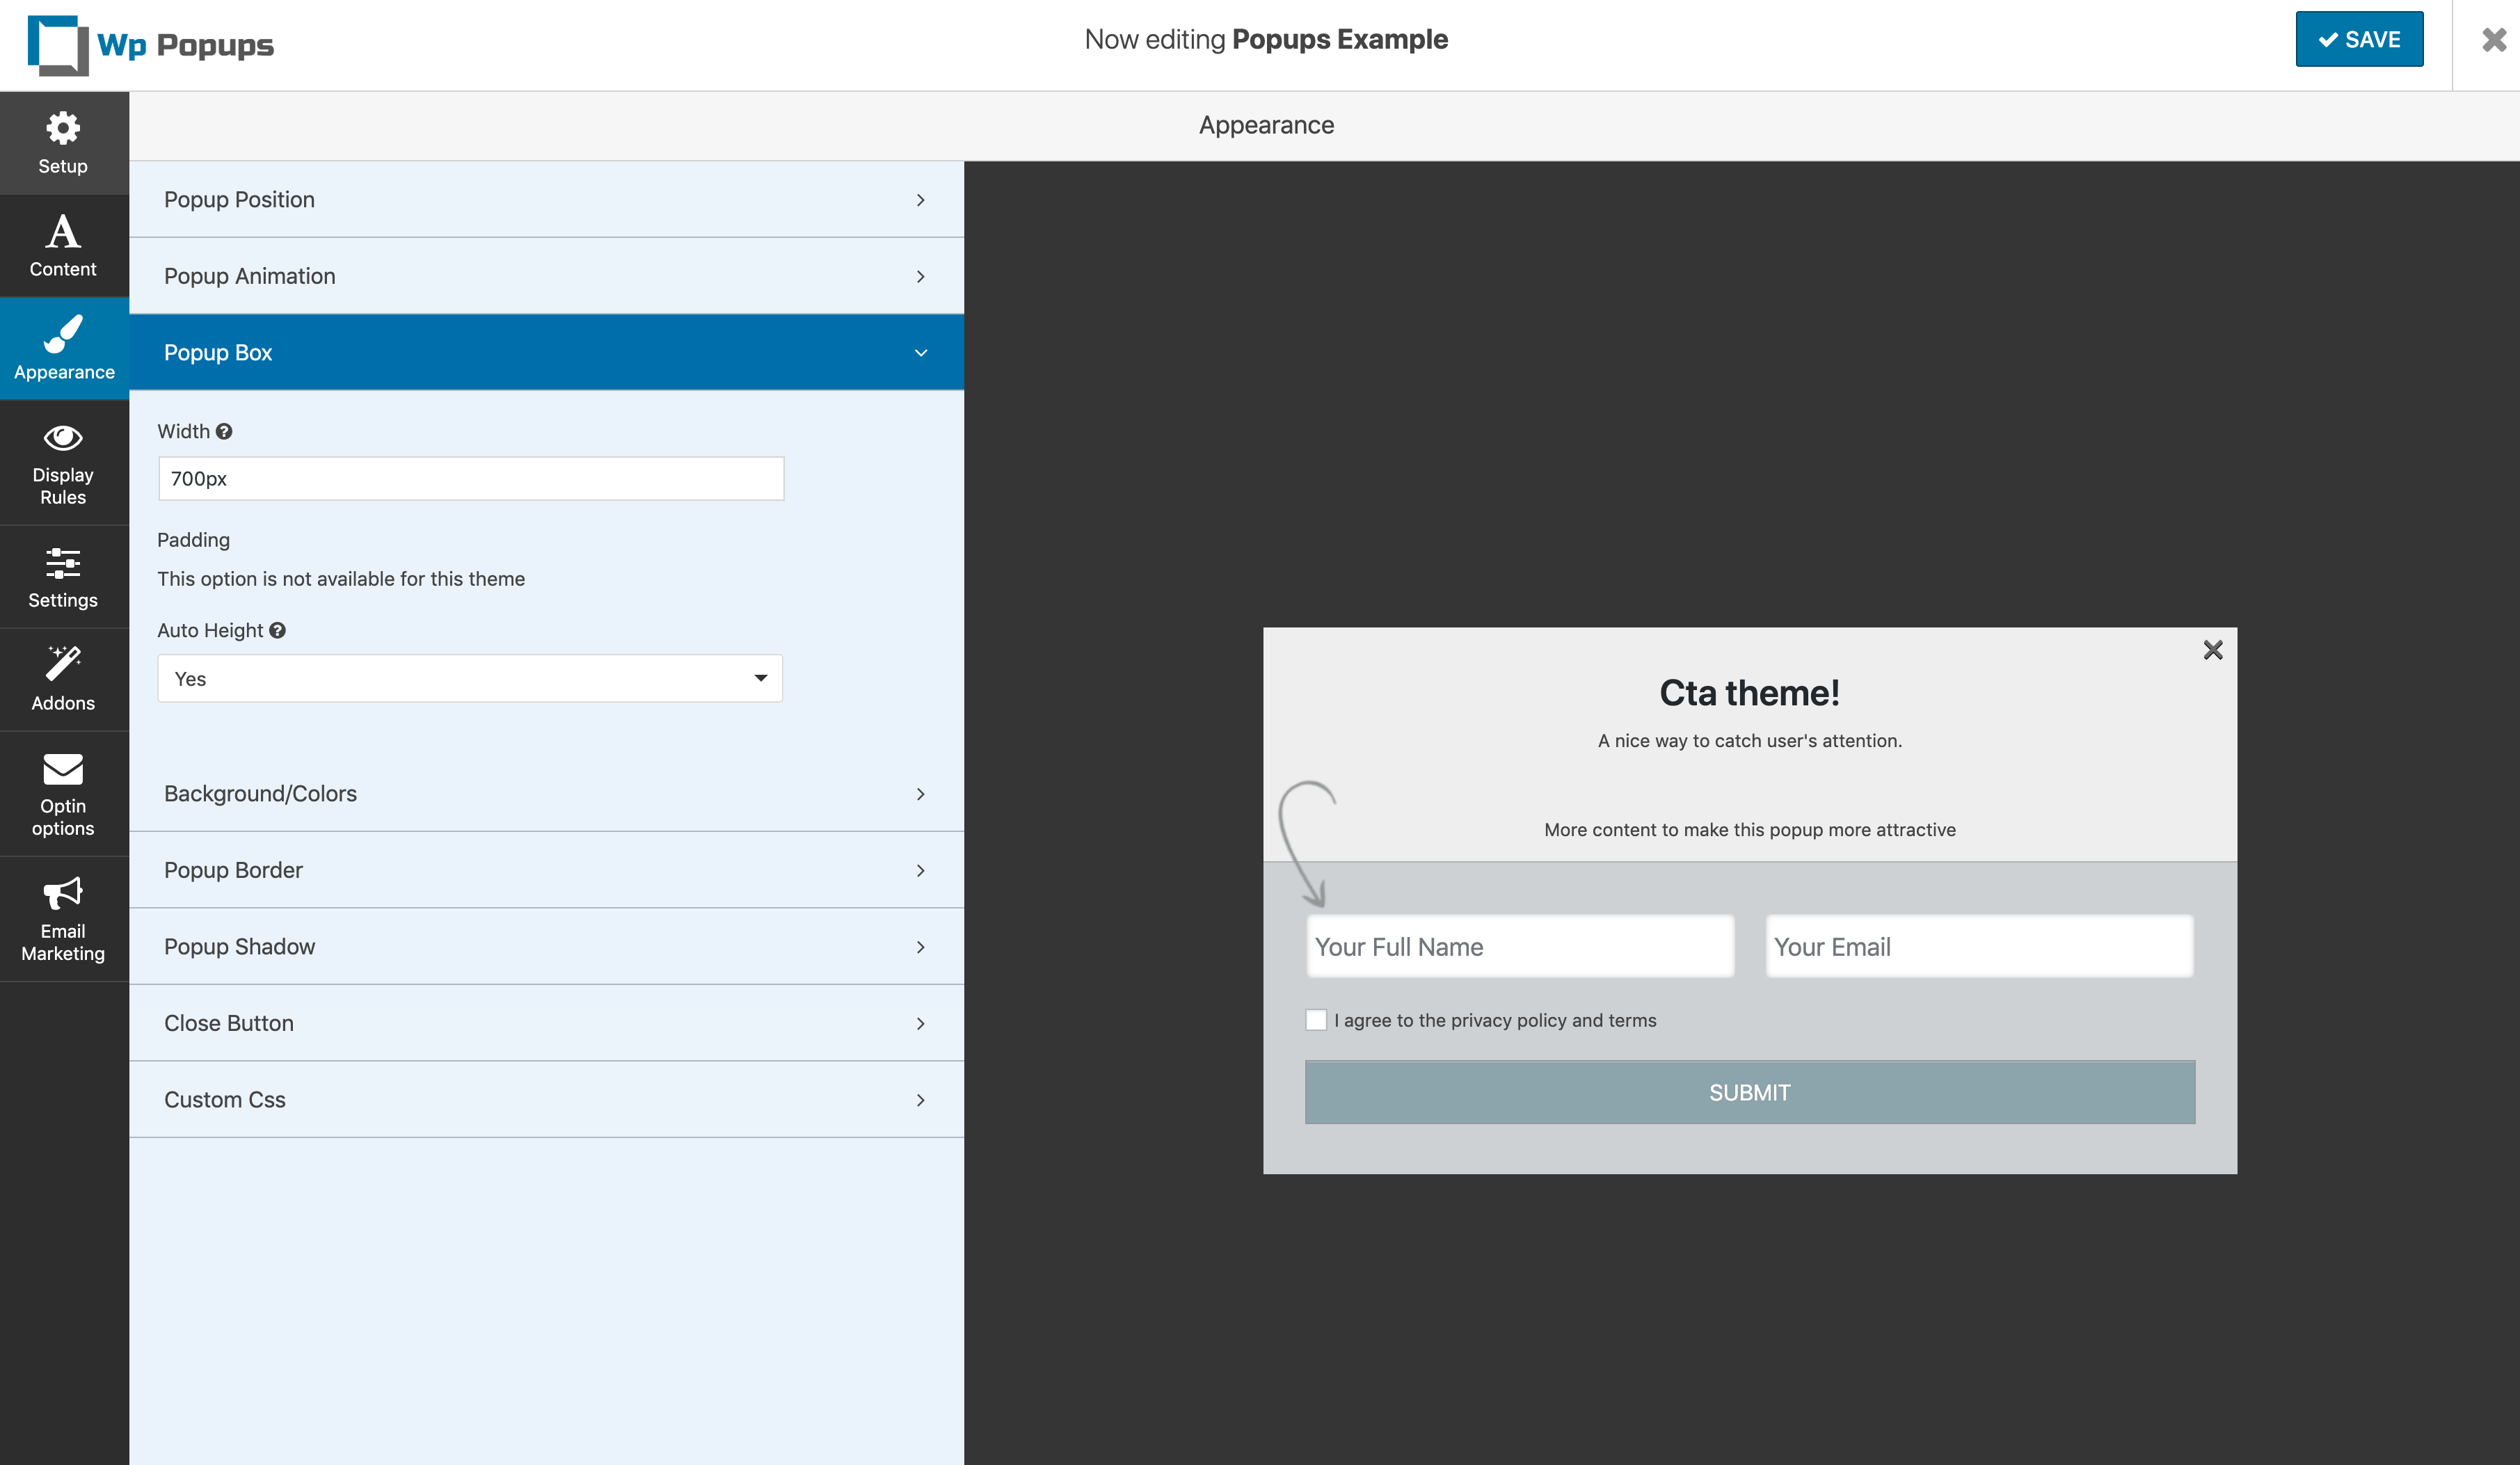 Wp Popups
Now editing Popups Example
SAVE
Appearance
Setup
Content
Appearance
Display
Rules
Settings
Addons
Optin
options
Email
Marketing
Popup Position
Popup Animation
Popup Box
Width
700px
Padding
This option is not available for this theme
Auto Height
Yes
Background/Colors
Popup Border
Popup Shadow
Close Button
Custom Css
Cta theme!
A nice way to catch user's attention.
More content to make this popup more attractive
Your Full Name
Your Email
I agree to the privacy policy and terms
SUBMIT